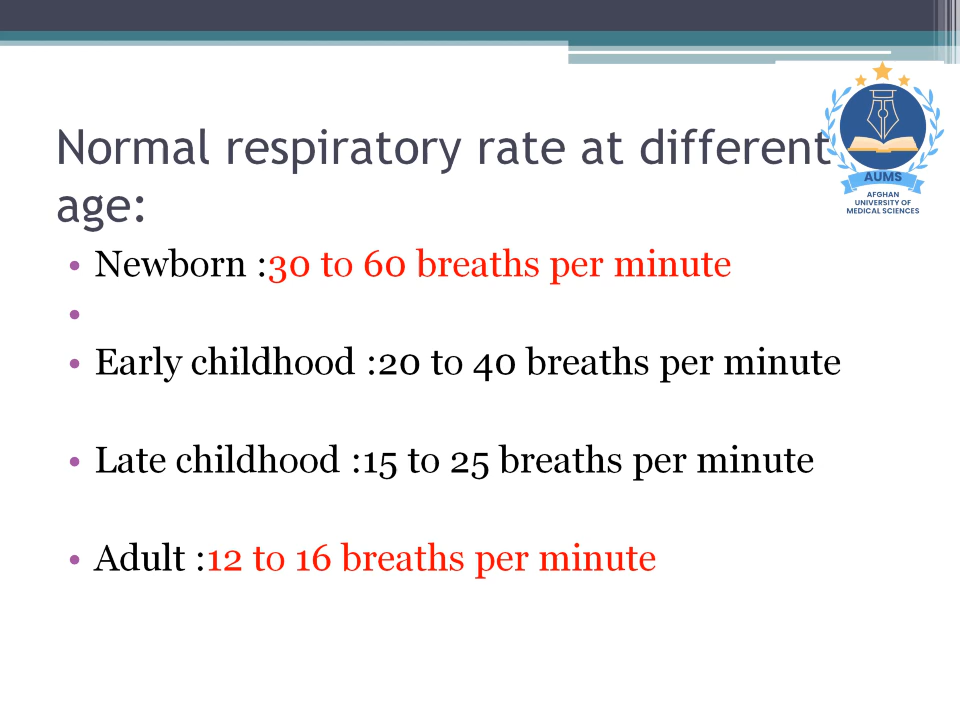 Normal respiratory rate at different
age:
AUMS
AFGHAN
UNIVERSITY OF
MEDICAL SCIENCES
• Newborn :30 to 60 breaths per minute
•
• Early childhood :20 to 40 breaths per minute
• Late childhood :15 to 25 breaths per minute
• Adult :12 to 16 breaths per minute